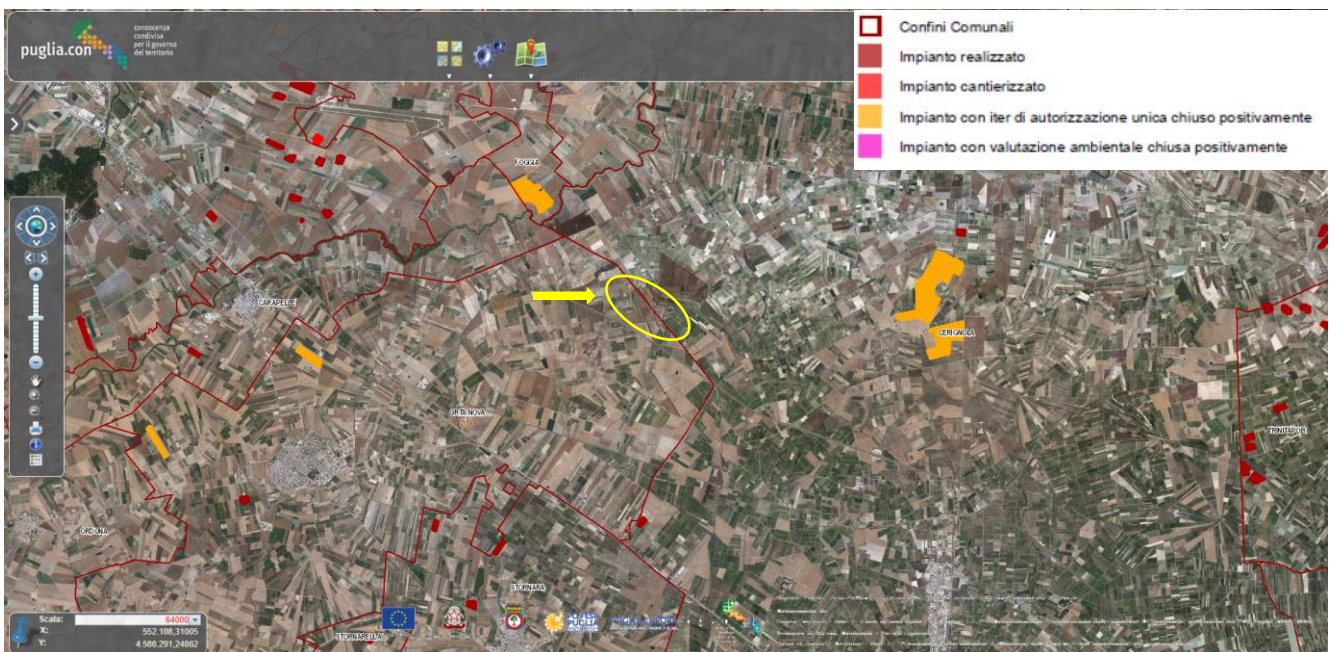 puglia.con
conoscenza
condivisa
per il governo
del territorio
Confini Comunali
Impianto realizzato
Impianto cantierizzato
Impianto con iter di autorizzazione unica chiuso positivamente
Impianto con valutazione ambientale chiusa positivamente
FOGGIA
CARAPELLE
CERIGNOLA
ORTA NOVA
TRINITAPOLI
ORDONA
STORNARA
STORNARELLA
Scala: 64000
X: 552.108,31005
Y: 4.586.291,24862